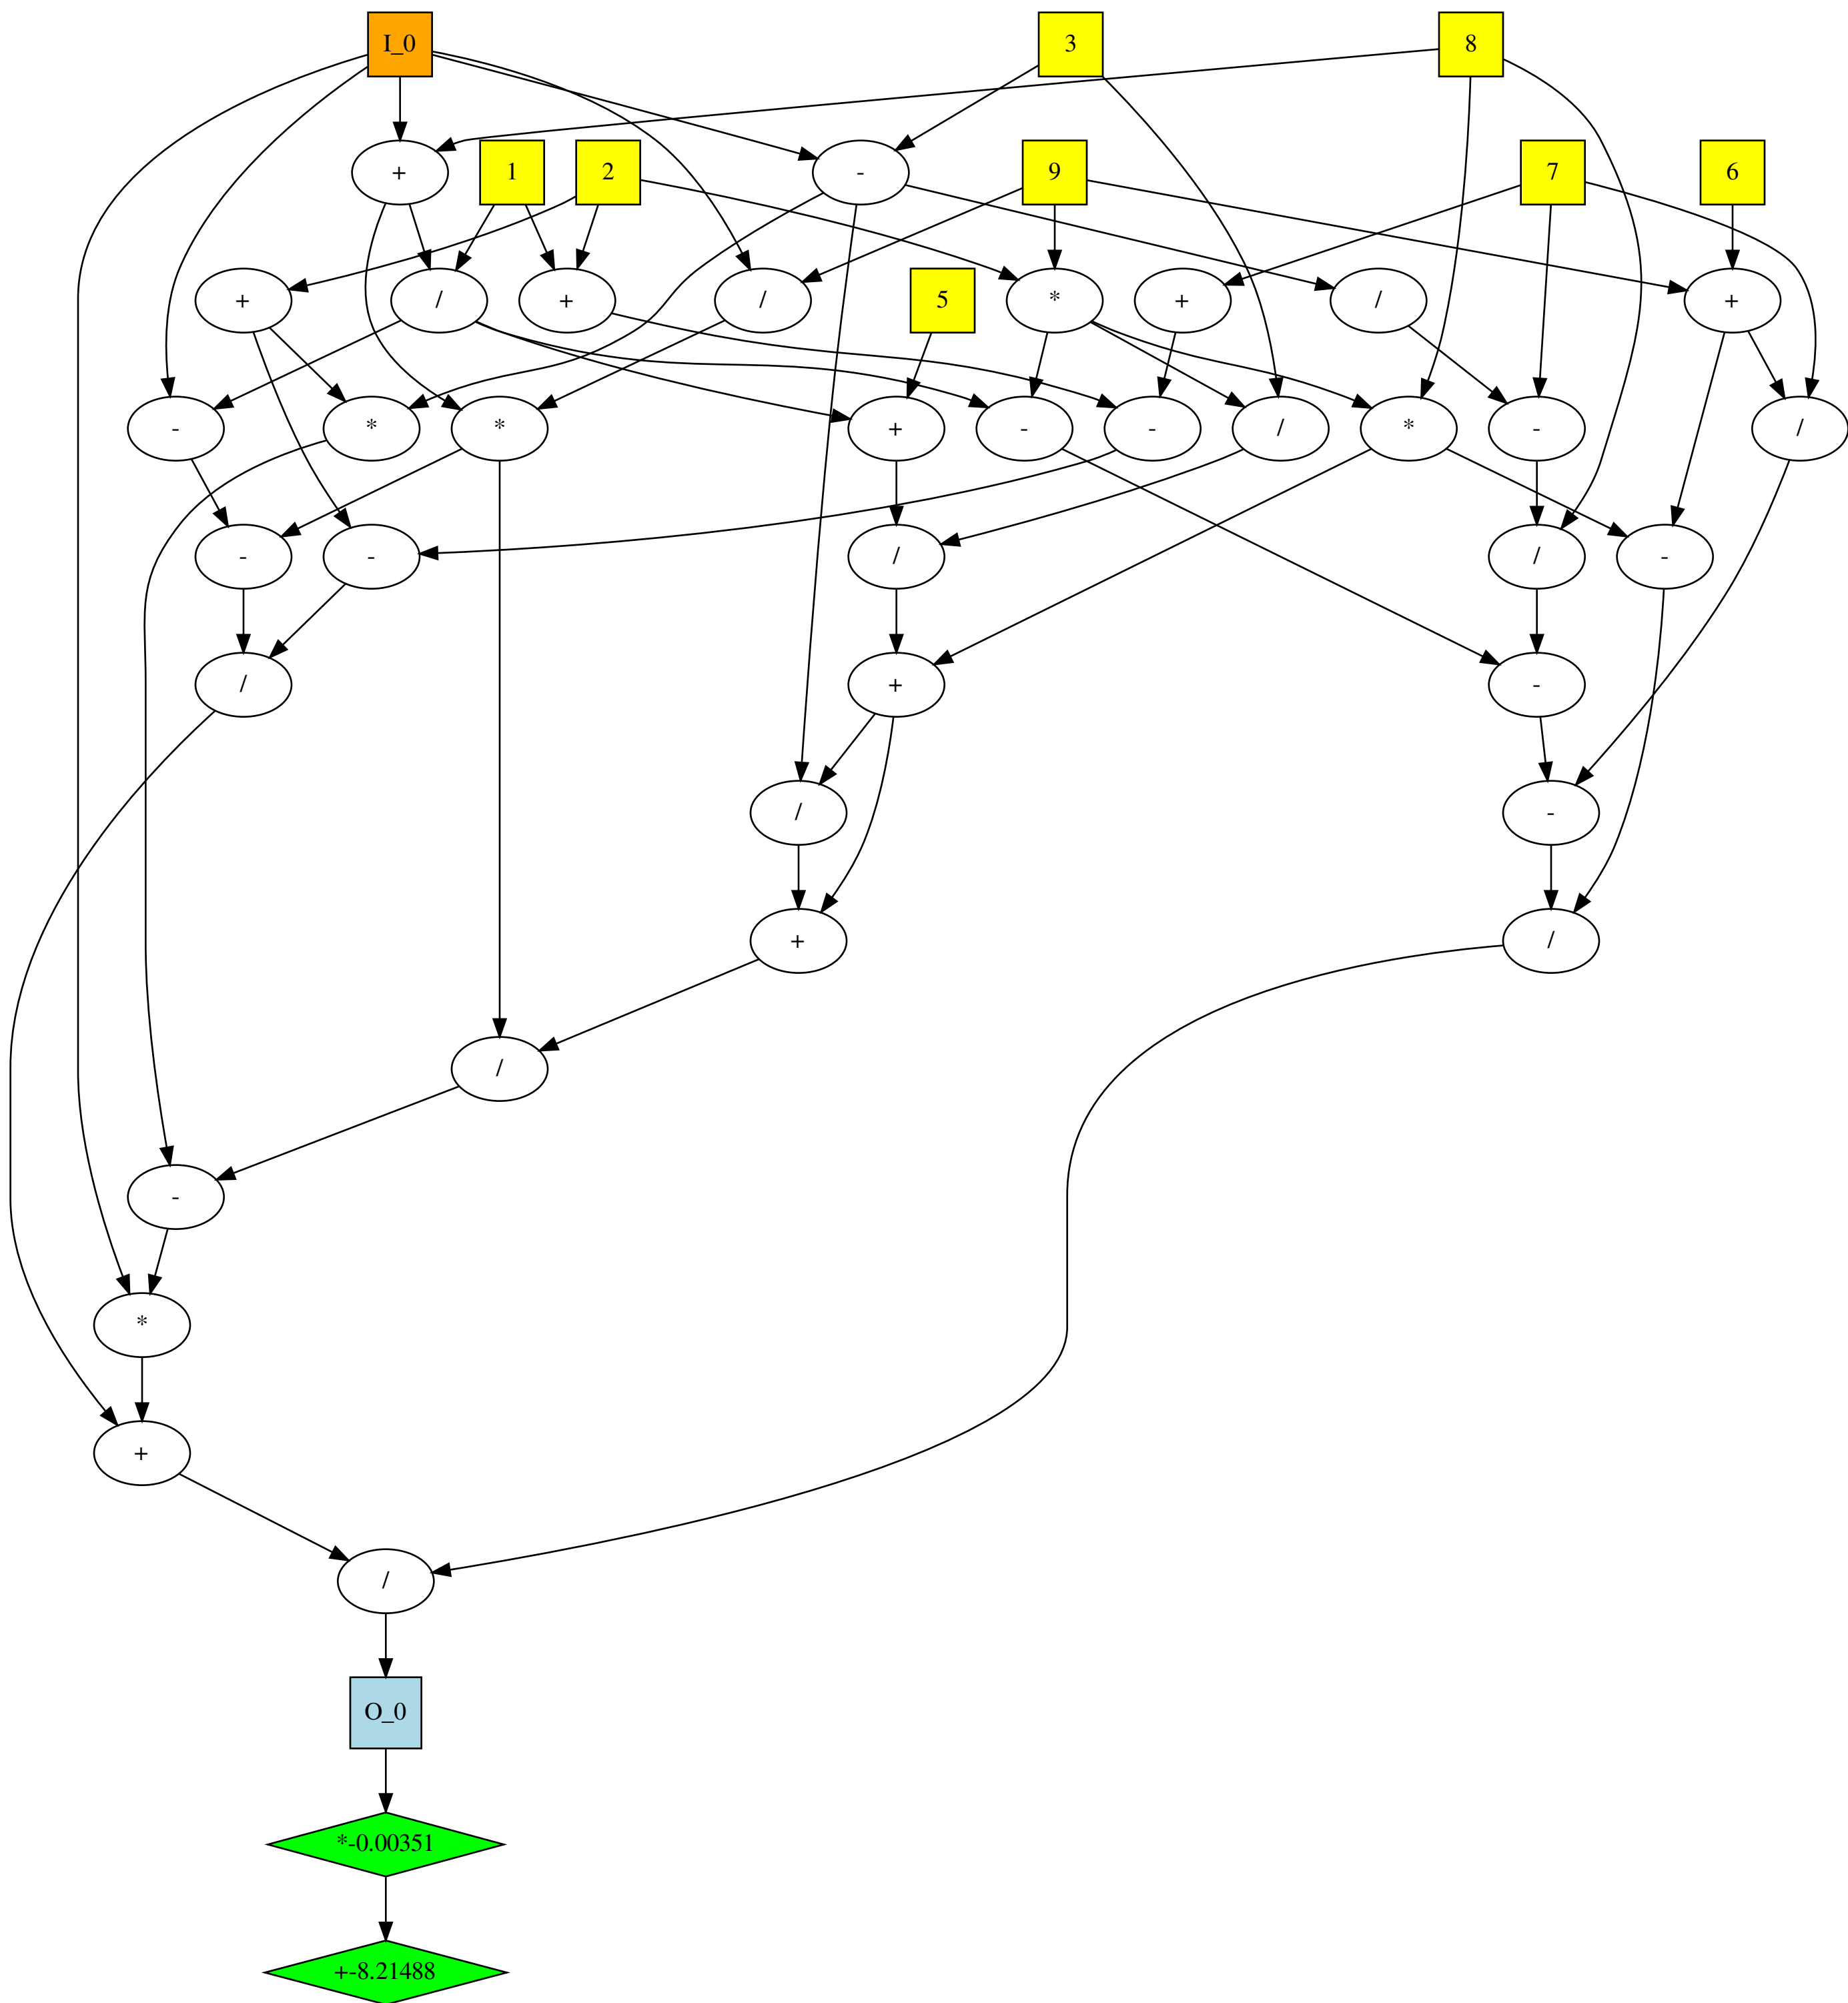 I_0 3 8
+ 1 2 - 9 7 6
+ / + / 5 * + / +
- * * + - - / * - /
- - / / -
/ + -
/ -
+ /
/
-
*
+
/
O_0
*-0.00351
+-8.21488